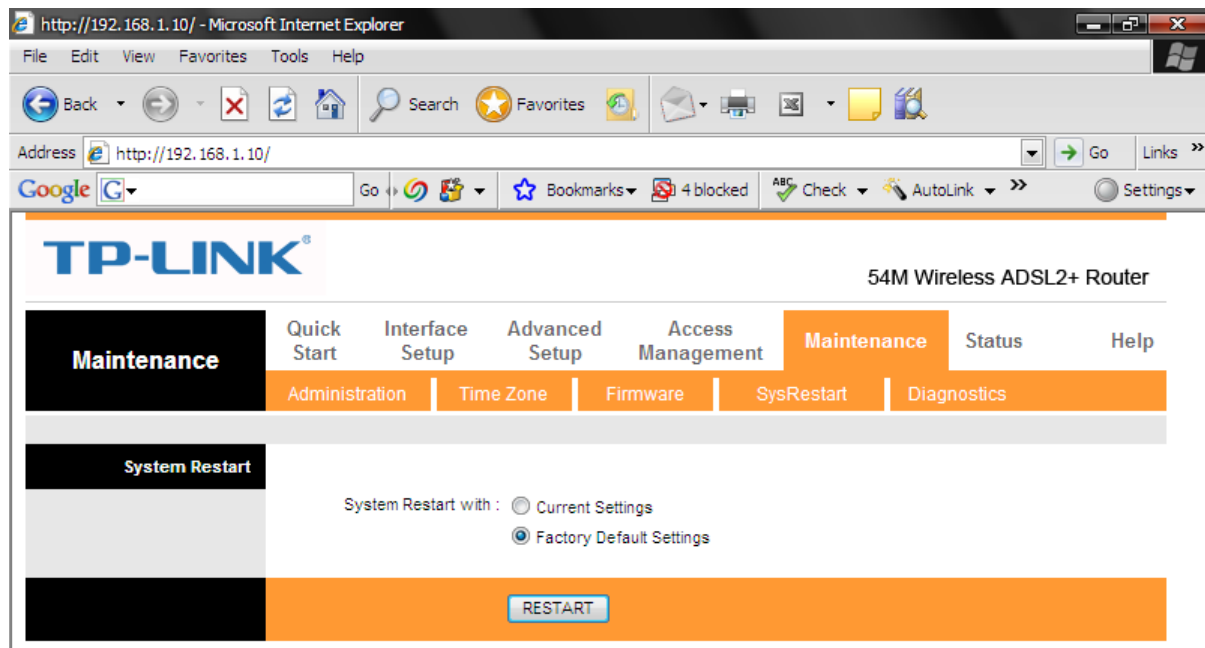 http://192.168.1.10/ - Microsoft Internet Explorer
File Edit View Favorites Tools Help
Back Search Favorites
Address http://192.168.1.10/ Go Links »
Google G Go Bookmarks 4 blocked ABC Check AutoLink » Settings
TP-LINK®
54M Wireless ADSL2+ Router
Maintenance
Quick Start Interface Setup Advanced Setup Access Management Maintenance Status Help
Administration Time Zone Firmware SysRestart Diagnostics
System Restart
System Restart with : Current Settings
Factory Default Settings
RESTART